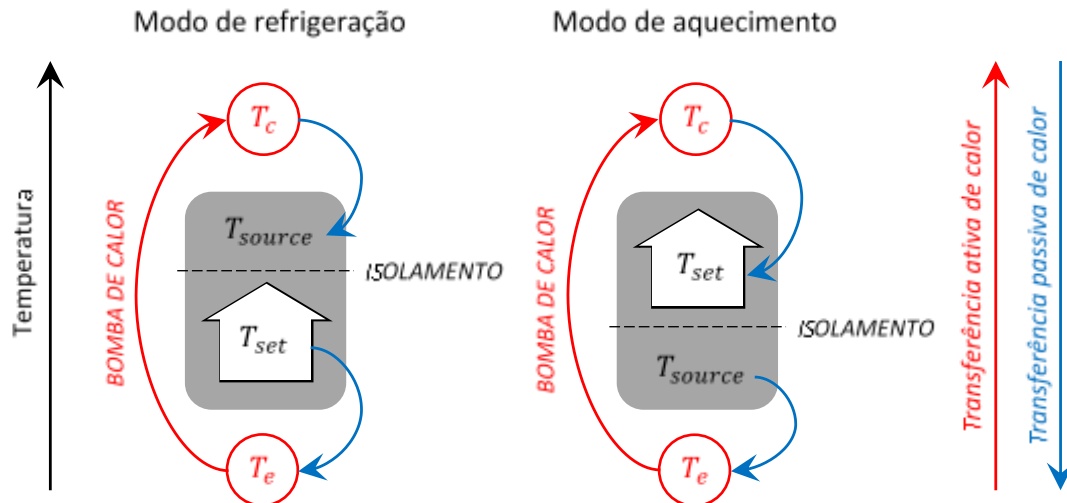 Modo de refrigeração
Modo de aquecimento
Temperatura
BOMBA DE CALOR
T_c
T_source
ISOLAMENTO
T_set
T_e
BOMBA DE CALOR
T_c
T_set
ISOLAMENTO
T_source
T_e
Transferência ativa de calor
Transferência passiva de calor